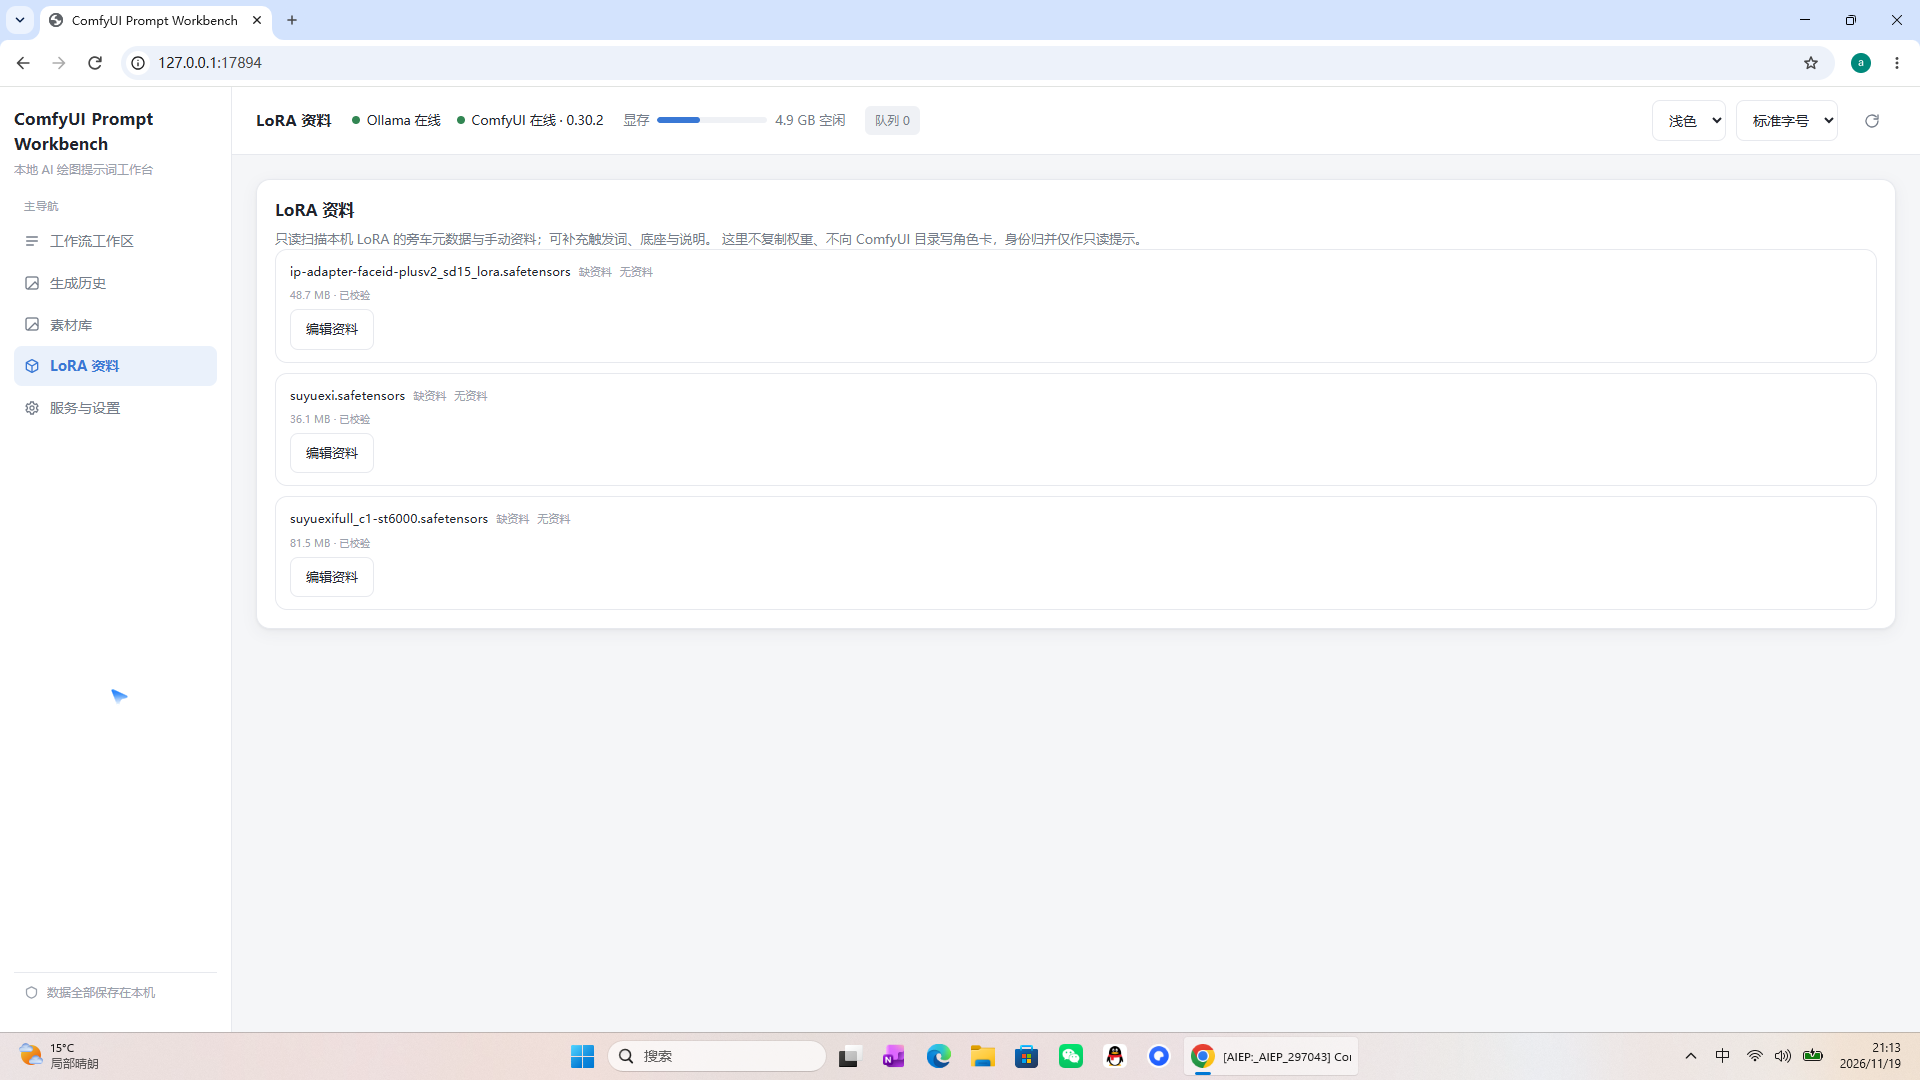 ComfyUI Prompt Workbench
127.0.0.1:17894
a
ComfyUI Prompt
Workbench
本地 AI 绘图提示词工作台
主导航
工作流工作区
生成历史
素材库
LoRA 资料
服务与设置
数据全部保存在本机
LoRA 资料 Ollama 在线 ComfyUI 在线 · 0.30.2 显存 4.9 GB 空闲 队列 0 浅色 标准字号
LoRA 资料
只读扫描本机 LoRA 的旁车元数据与手动资料；可补充触发词、底座与说明。 这里不复制权重、不向 ComfyUI 目录写角色卡，身份归并仅作只读提示。
ip-adapter-faceid-plusv2_sd15_lora.safetensors 缺资料 无资料
48.7 MB · 已校验
编辑资料
suyuexi.safetensors 缺资料 无资料
36.1 MB · 已校验
编辑资料
suyuexifull_c1-st6000.safetensors 缺资料 无资料
81.5 MB · 已校验
编辑资料
15°C
局部晴朗
搜索
[AIEP:_AIEP_297043] Cor
中
21:13
2026/11/19